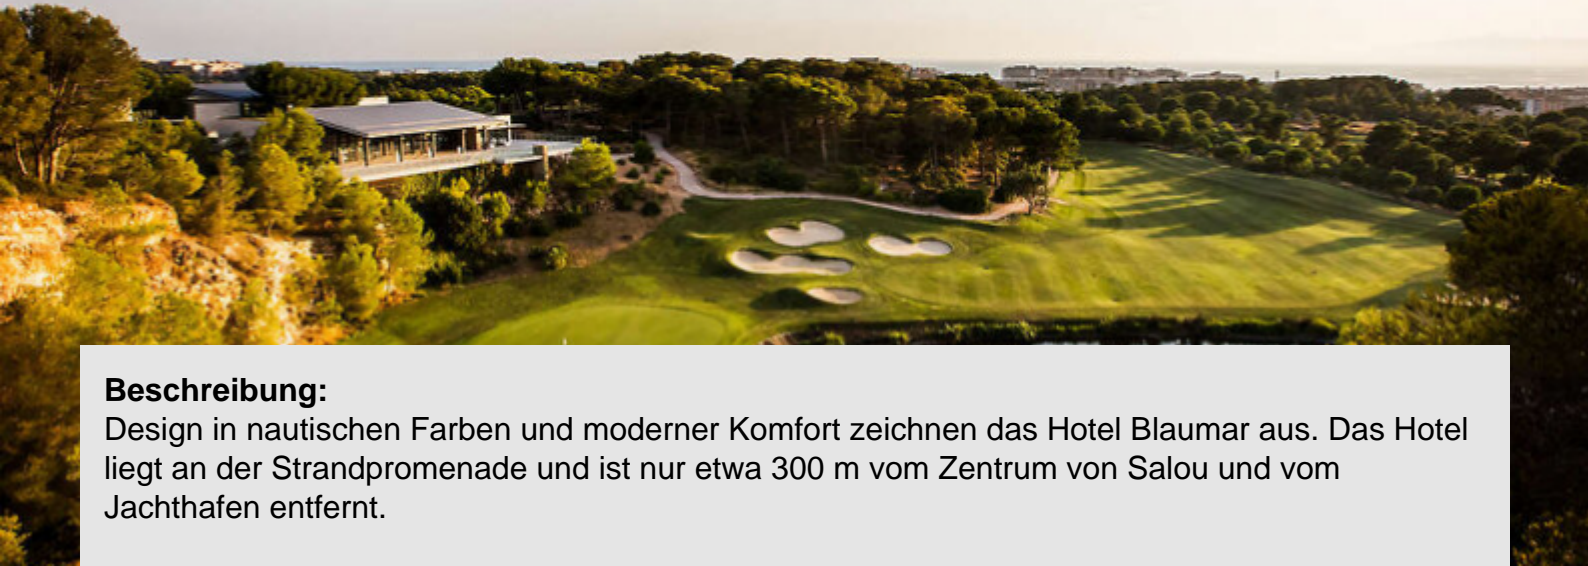 Beschreibung:
Design in nautischen Farben und moderner Komfort zeichnen das Hotel Blaumar aus. Das Hotel
liegt an der Strandpromenade und ist nur etwa 300 m vom Zentrum von Salou und vom
Jachthafen entfernt.